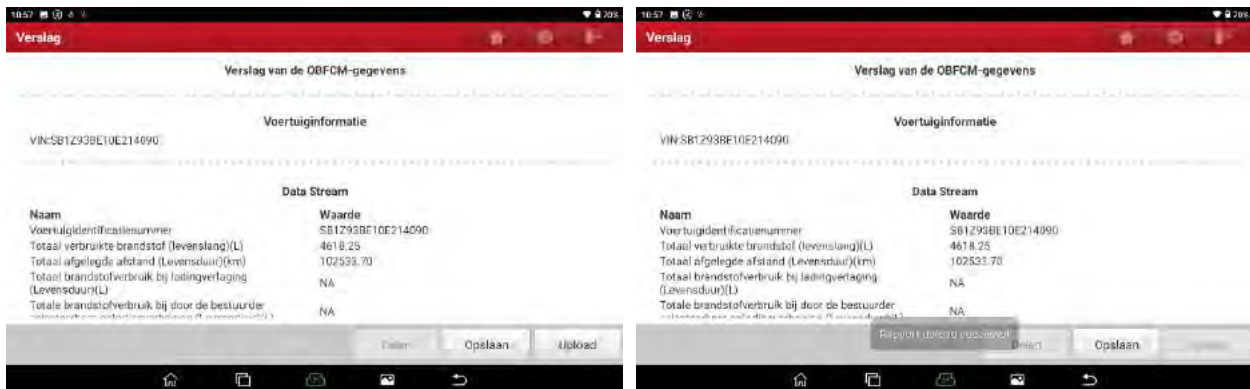 10:57
70%
Verslag
Verslag van de OBFCM-gegevens
Voertuiginformatie
VIN:SB1Z93BE10E214090
Data Stream
Naam Waarde
Voertuigidentificatienummer SB1Z93BE10E214090
Totaal verbruikte brandstof (levenslang)(L) 4618.25
Totaal afgelegde afstand (Levensduur)(km) 102533.70
Totaal brandstofverbruik bij ladingverlaging
(Levensduur)(L) NA
Totale brandstofverbruik bij door de bestuurder NA
Delen Opslaan Upload
10:57
70%
Verslag
Verslag van de OBFCM-gegevens
Voertuiginformatie
VIN:SB1Z93BE10E214090
Data Stream
Naam Waarde
Voertuigidentificatienummer SB1Z93BE10E214090
Totaal verbruikte brandstof (levenslang)(L) 4618.25
Totaal afgelegde afstand (Levensduur)(km) 102533.70
Totaal brandstofverbruik bij ladingverlaging
(Levensduur)(L) NA
Totale brandstofverbruik bij door de bestuurder NA
Delen Opslaan